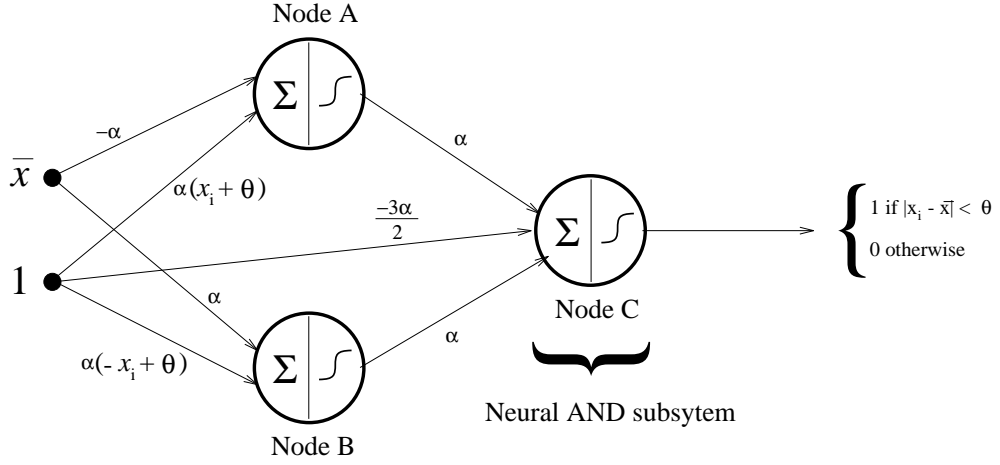 Node A
Σ
−α
α
x̄
α(xᵢ + θ)
1 if |xᵢ - x̄| < θ
−3α
2
Σ
0 otherwise
1
α
Node C
α
α(- xᵢ + θ)
Σ
Neural AND subsytem
Node B